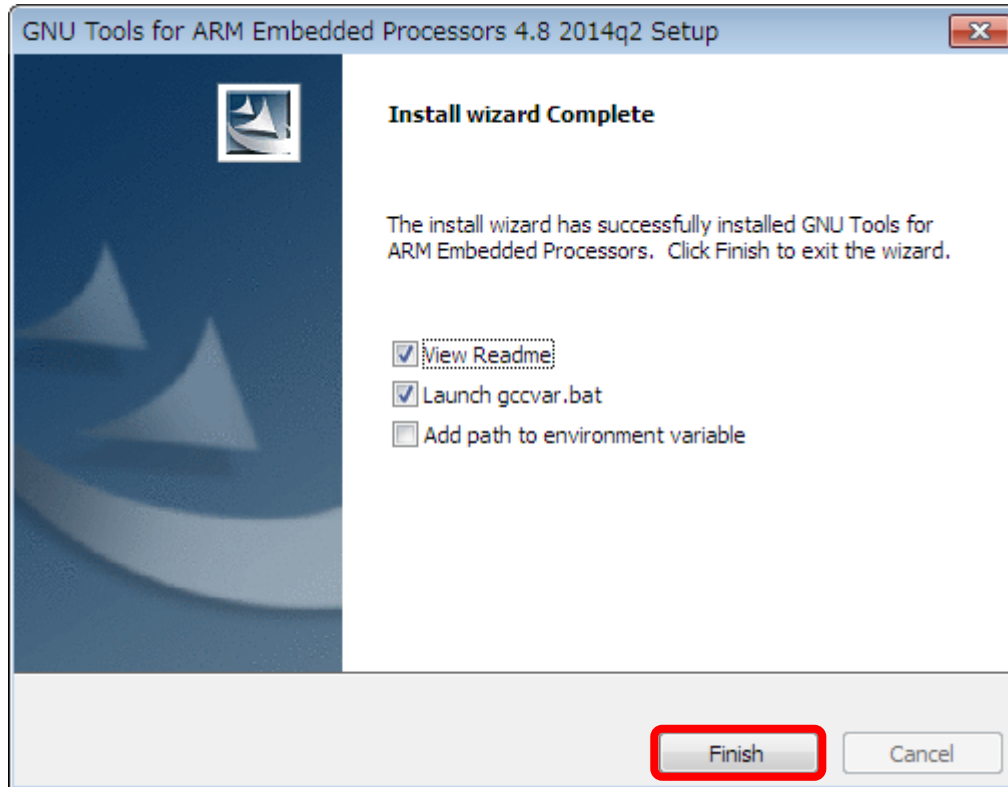 GNU Tools for ARM Embedded Processors 4.8 2014q2 Setup
Install wizard Complete
The install wizard has successfully installed GNU Tools for
ARM Embedded Processors.  Click Finish to exit the wizard.
View Readme
Launch gccvar.bat
Add path to environment variable
Finish
Cancel